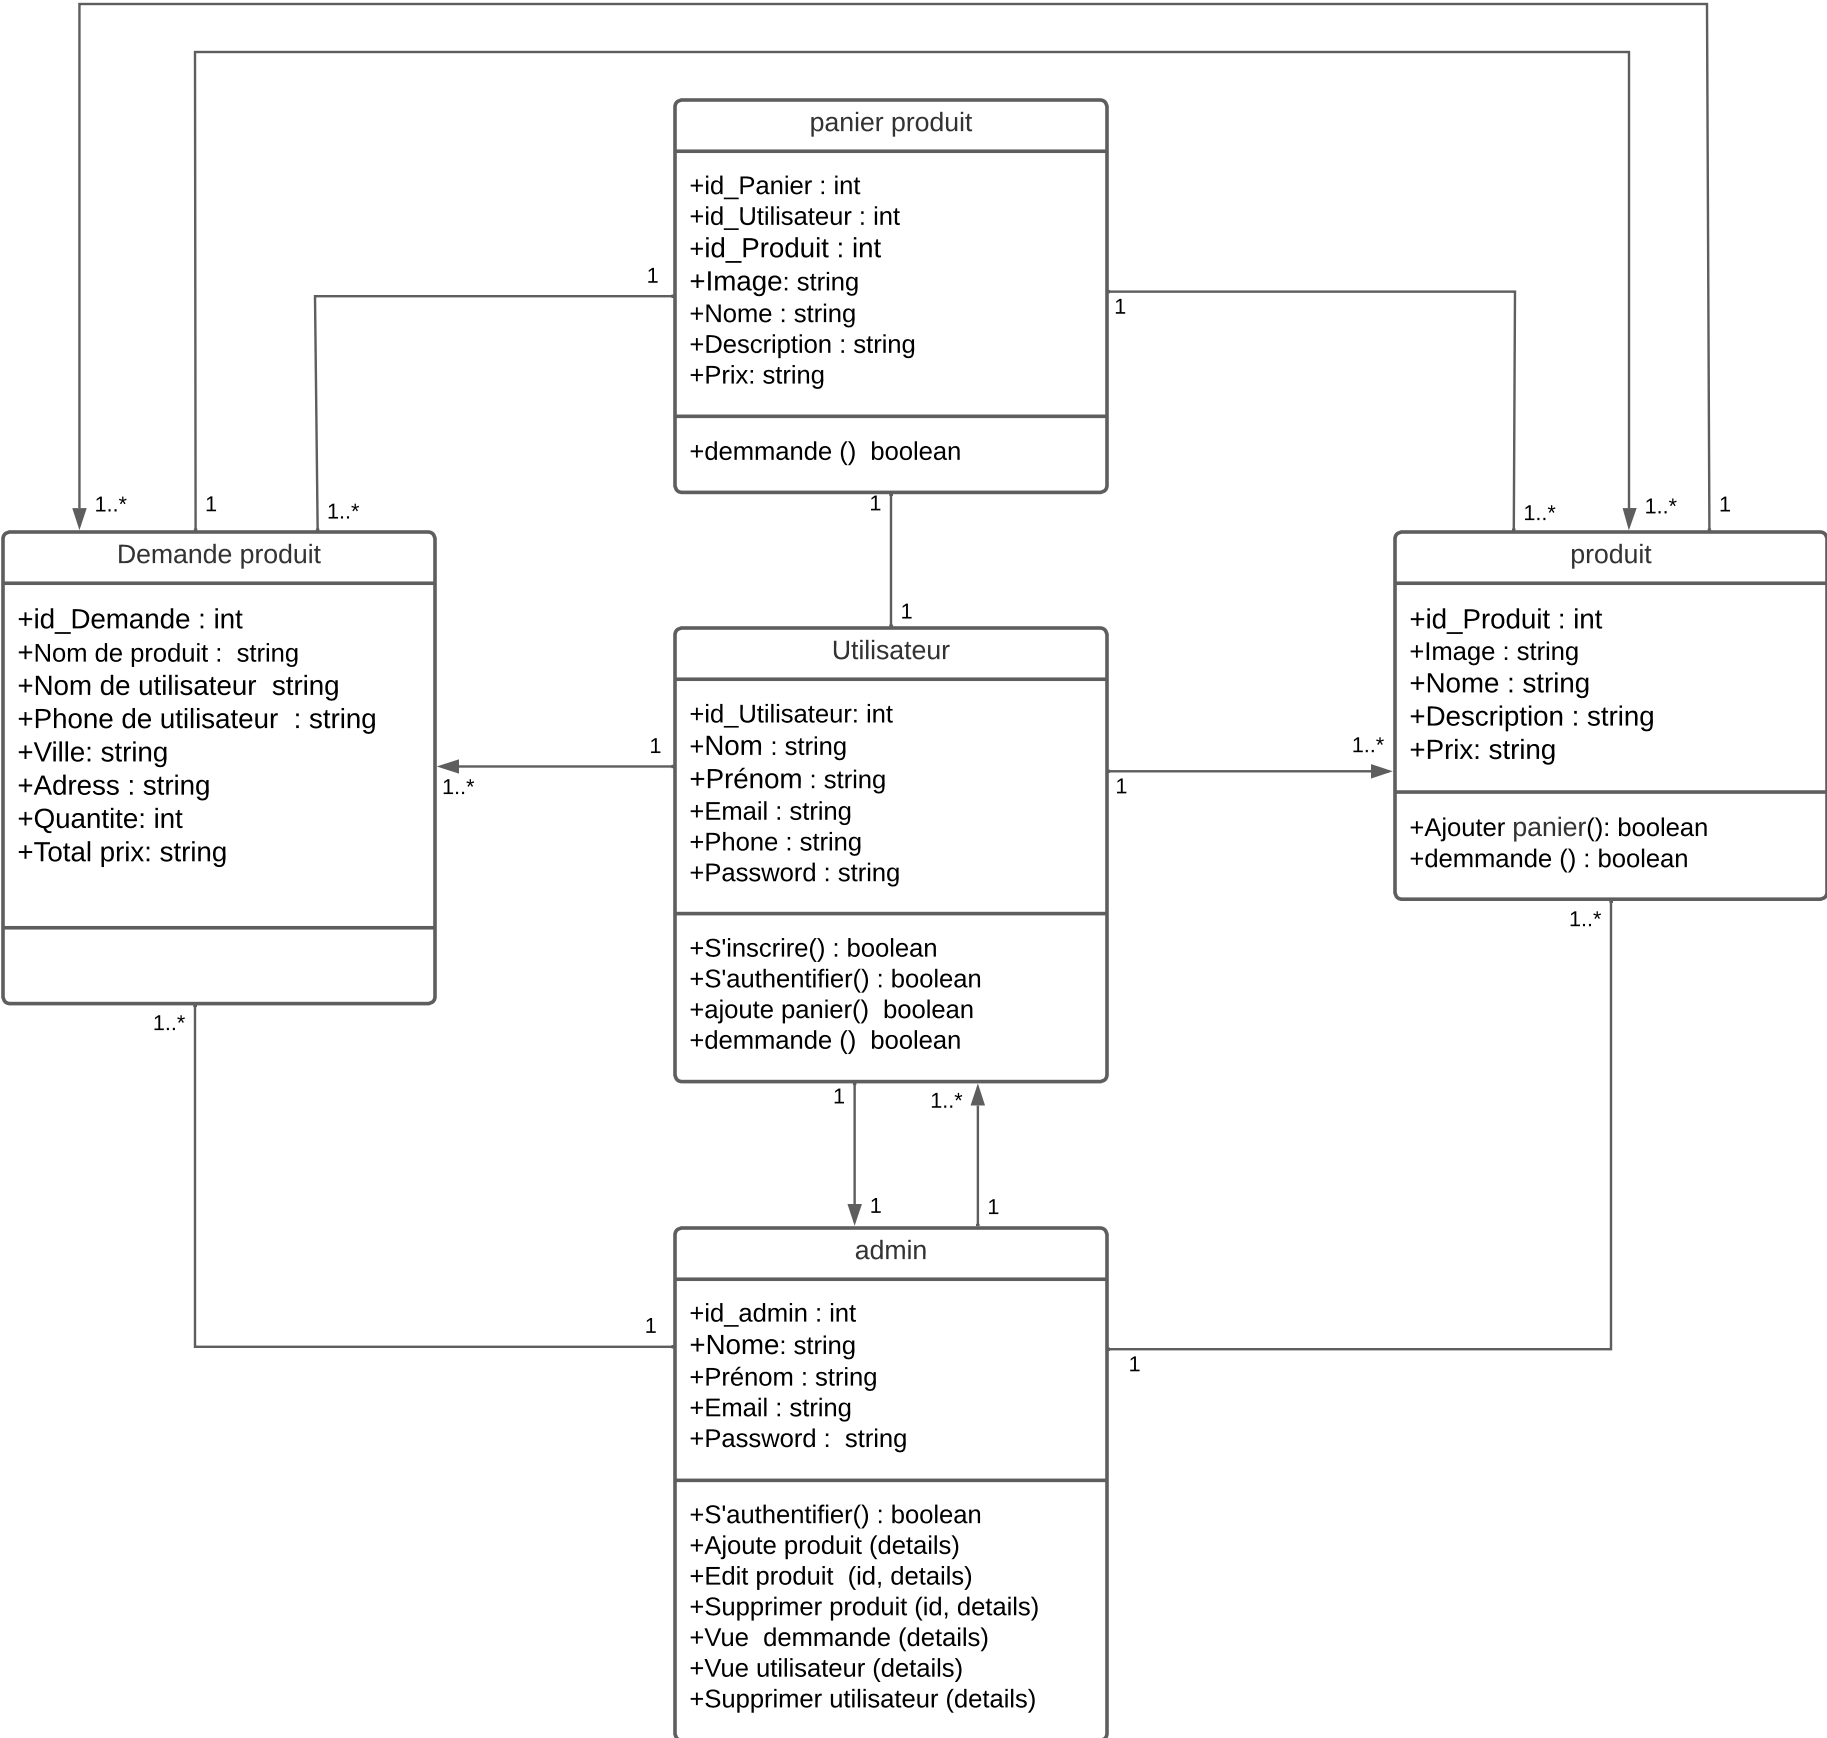 panier produit
+id_Panier : int
+id_Utilisateur : int
+id_Produit : int
+Image: string
+Nome : string
+Description : string
+Prix: string
+demmande ()  boolean
1
1
1
1
1..*
1
1..*
Demande produit
+id_Demande : int
+Nom de produit :  string
+Nom de utilisateur  string
+Phone de utilisateur  : string
+Ville: string
+Adress : string
+Quantite: int
+Total prix: string
1..*
1..*
1..*
1
produit
+id_Produit : int
+Image : string
+Nome : string
+Description : string
+Prix: string
+Ajouter panier(): boolean
+demmande () : boolean
1..*
1
Utilisateur
+id_Utilisateur: int
+Nom : string
+Prénom : string
+Email : string
+Phone : string
+Password : string
+S'inscrire() : boolean
+S'authentifier() : boolean
+ajoute panier()  boolean
+demmande ()  boolean
1
1..*
1..*
1
1..*
1
1..*
1
1
admin
+id_admin : int
+Nome: string
+Prénom : string
+Email : string
+Password :  string
+S'authentifier() : boolean
+Ajoute produit (details)
+Edit produit  (id, details)
+Supprimer produit (id, details)
+Vue  demmande (details)
+Vue utilisateur (details)
+Supprimer utilisateur (details)
1
1